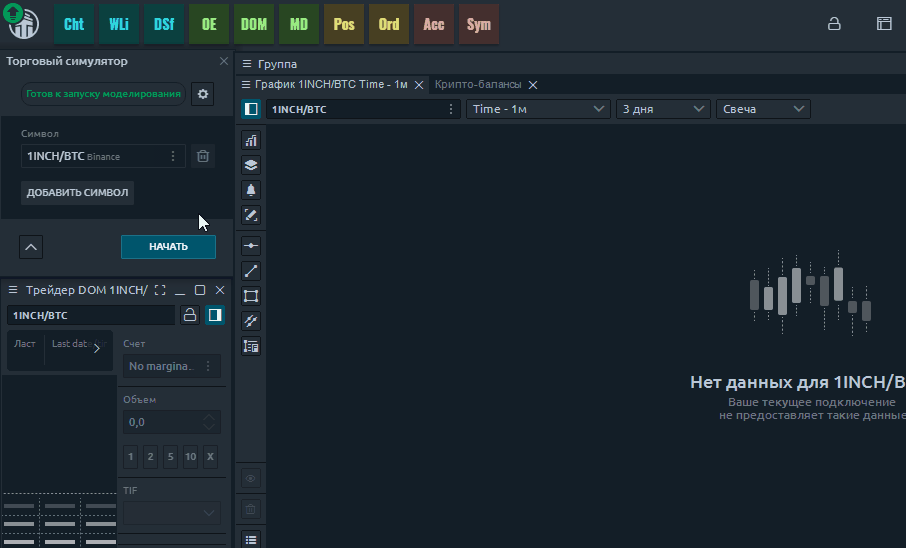 Cht WLi DSf OE DOM MD Pos Ord Acc Sym
Торговый симулятор
Готов к запуску моделирования
Символ
1INCH/BTC Binance
ДОБАВИТЬ СИМВОЛ
НАЧАТЬ
Трейдер DOM 1INCH/
1INCH/BTC
Ласт
Last date
Счет
No margina...
Объем
0,0
1 2 5 10 X
TIF
Группа
График 1INCH/BTC Time - 1м
Крипто-балансы
1INCH/BTC
Time - 1м
3 дня
Свеча
Нет данных для 1INCH/B
Ваше текущее подключение
не предоставляет такие данные